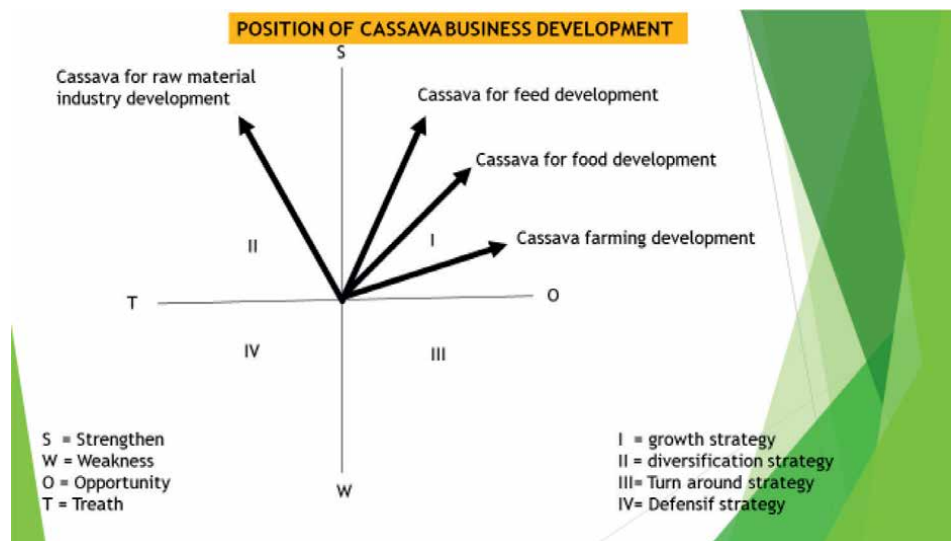 POSITION OF CASSAVA BUSINESS DEVELOPMENT
S
Cassava for raw material
industry development
Cassava for feed development
Cassava for food development
Cassava farming development
II
I
T
O
IV
III
W
S = Strengthen
W = Weakness
O = Opportunity
T = Treath
I = growth strategy
II = diversification strategy
III= Turn around strategy
IV= Defensif strategy